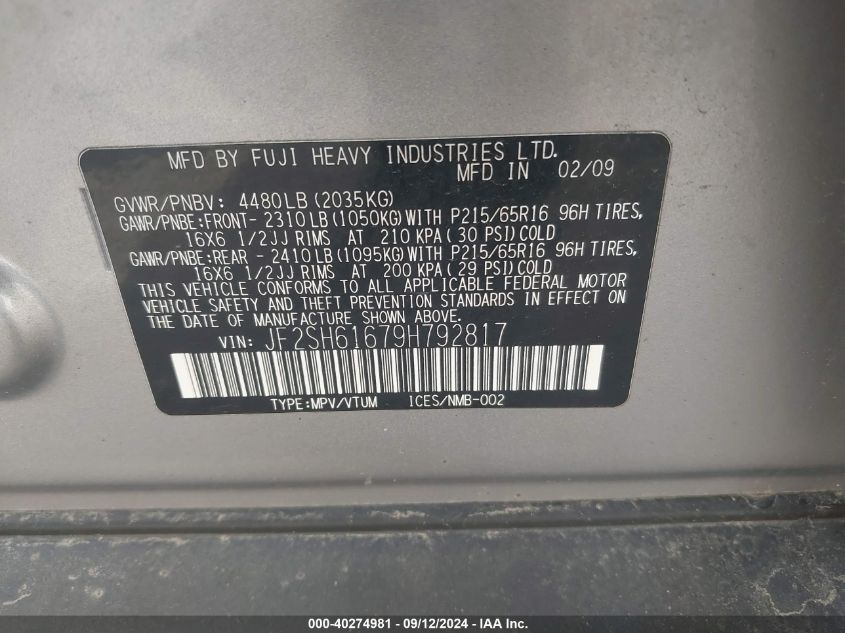 MFD BY FUJI HEAVY INDUSTRIES LTD.
MFD IN 02/09
GVWR/PNBV: 4480LB(2035KG)
GAWR/PNBE:FRONT- 2310LB(1050KG)WITH P215/65R16 96H TIRES,
16X6 1/2JJ RIMS AT 210 KPA(30 PSI)COLD
GAWR/PNBE:REAR - 2410LB(1095KG)WITH P215/65R16 96H TIRES,
16X6 1/2JJ RIMS AT 200 KPA(29 PSI)COLD
THIS VEHICLE CONFORMS TO ALL APPLICABLE FEDERAL MOTOR
VEHICLE SAFETY AND THEFT PREVENTION STANDARDS IN EFFECT ON
THE DATE OF MANUFACTURE SHOWN ABOVE.
VIN: JF2SH61679H792817
TYPE:MPV/VTUM ICES/NMB-002
000-40274981 - 09/12/2024 - IAA, Inc.